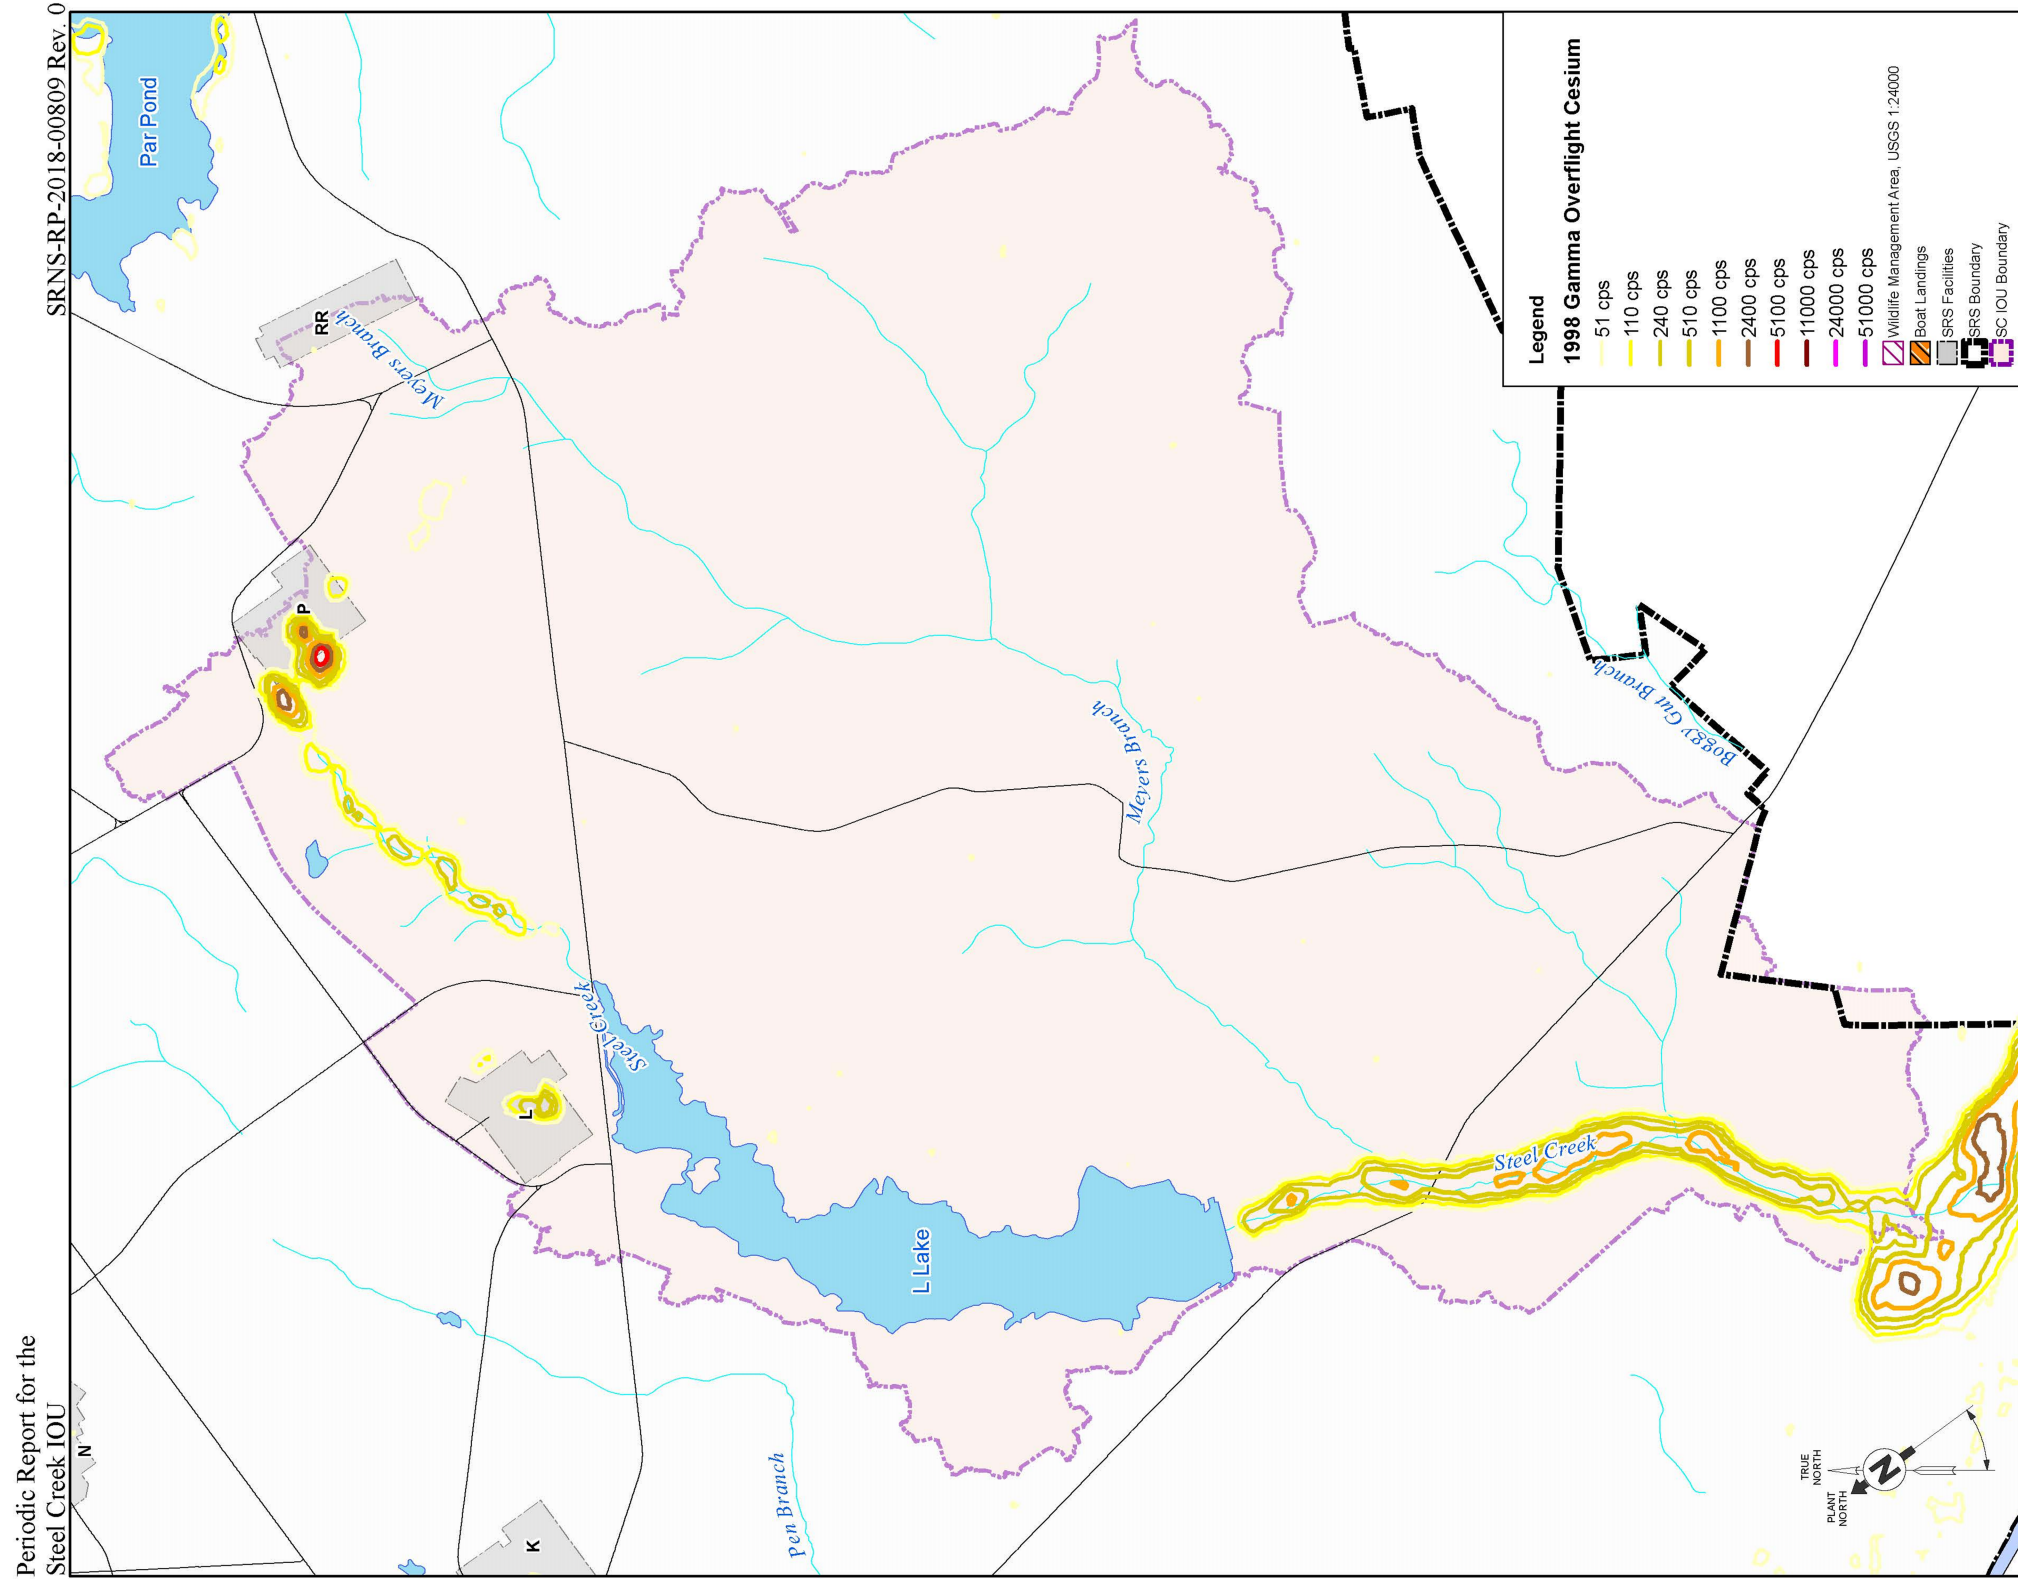 Periodic Report for the
Steel Creek IOU
SRNS-RP-2018-00809 Rev. 0
Par Pond
RR
Meyers Branch
P
L
Steel Creek
L Lake
Meyers Branch
Boggy Gut Branch
Steel Creek
Pen Branch
N
K
TRUE
NORTH
PLANT
NORTH
N
Legend
1998 Gamma Overflight Cesium
51 cps
110 cps
240 cps
510 cps
1100 cps
2400 cps
5100 cps
11000 cps
24000 cps
51000 cps
Wildlife Management Area, USGS 1:24000
Boat Landings
SRS Facilities
SRS Boundary
SC IOU Boundary